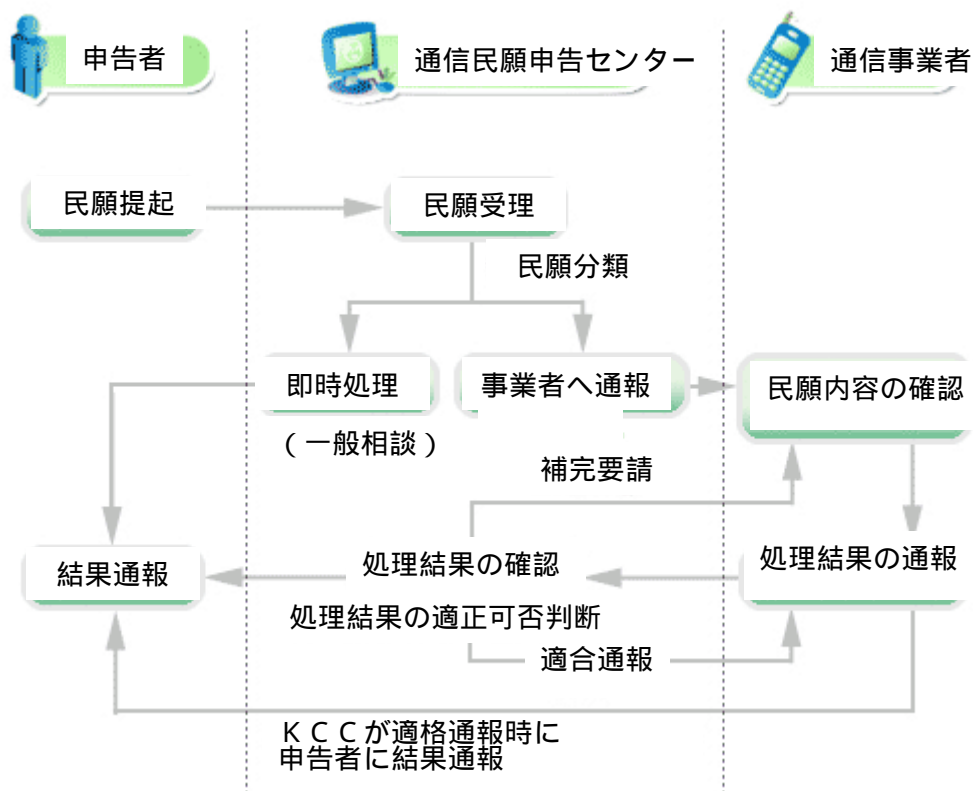 申告者
通信民願申告センター
通信事業者
民願提起
民願受理
民願分類
即時処理
事業者へ通報
民願内容の確認
(一般相談)
補完要請
結果通報
処理結果の確認
処理結果の通報
処理結果の適正可否判断
適合通報
KCCが適格通報時に
申告者に結果通報